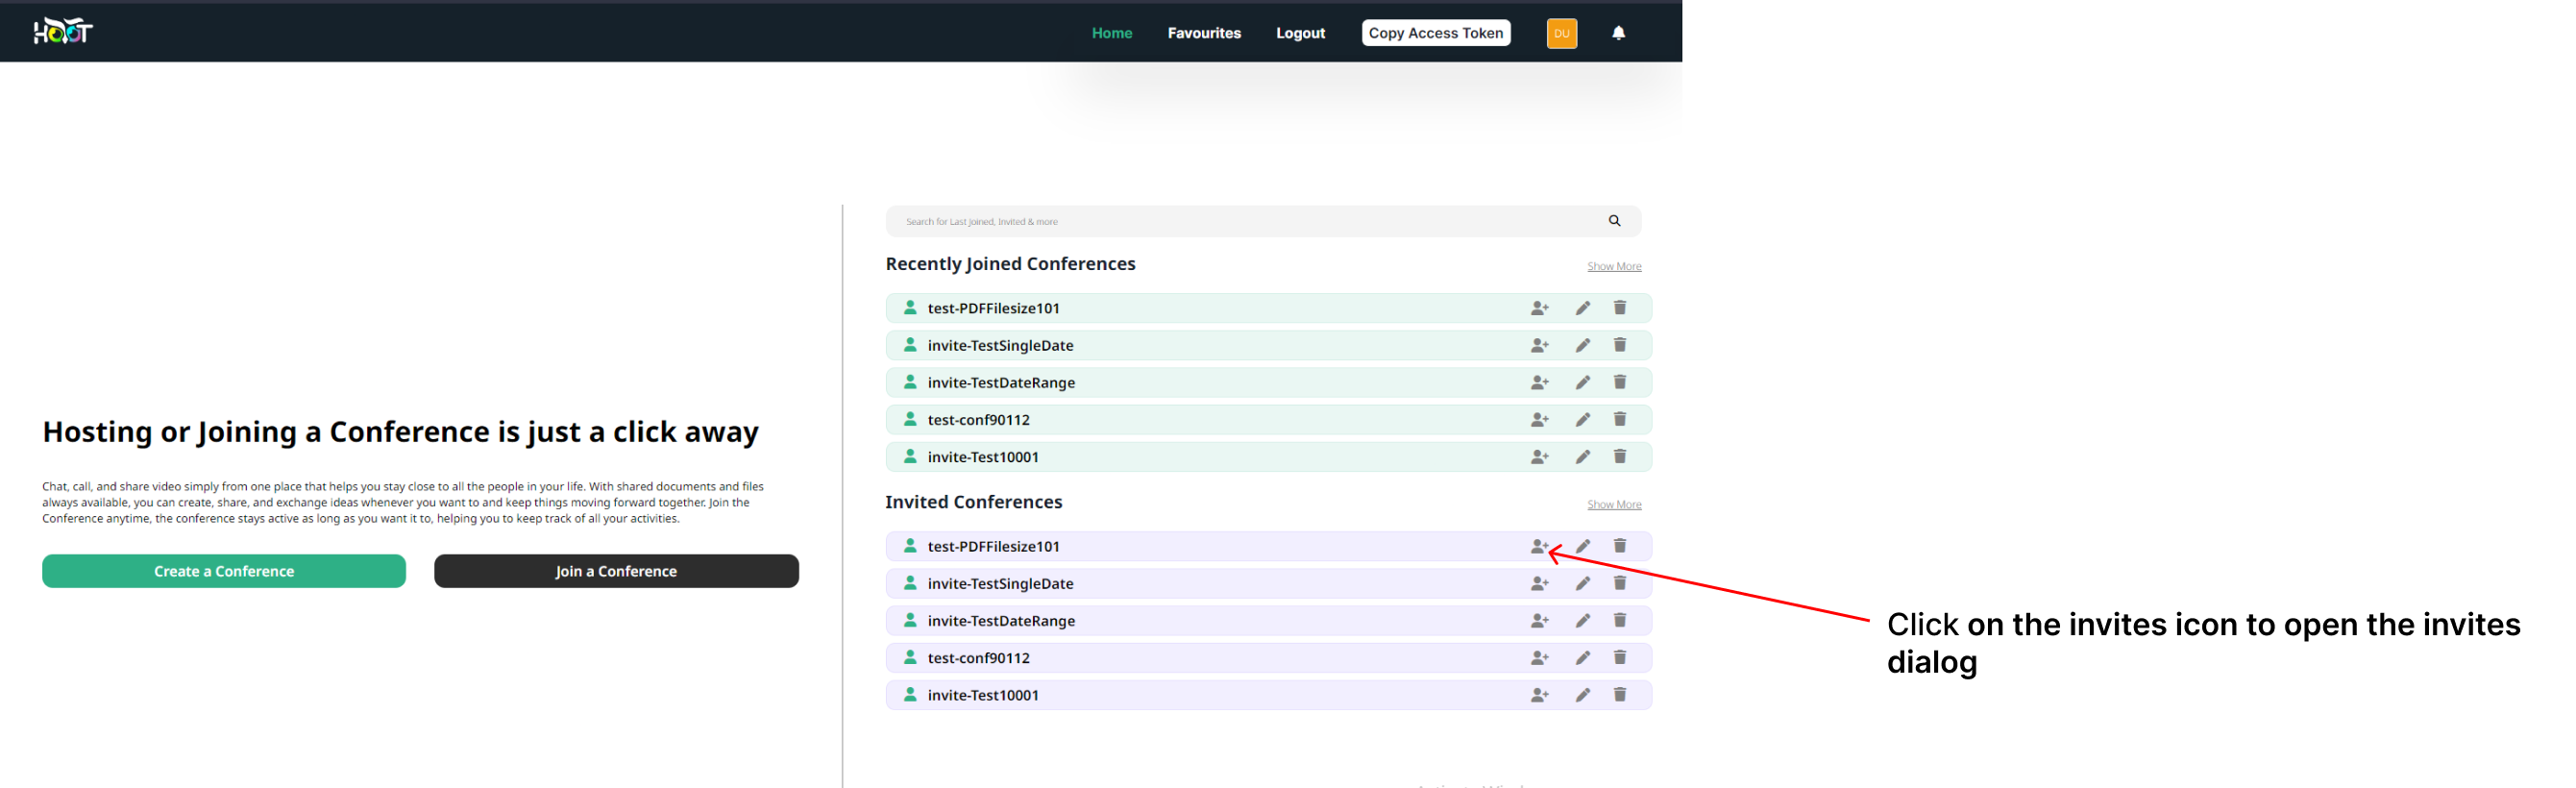 HOOT
Home Favourites Logout Copy Access Token DU
Search for Last Joined, Invited & more
Recently Joined Conferences Show More
test-PDFFilesize101
invite-TestSingleDate
invite-TestDateRange
test-conf90112
invite-Test10001
Hosting or Joining a Conference is just a click away
Chat, call, and share video simply from one place that helps you stay close to all the people in your life. With shared documents and files
always available, you can create, share, and exchange ideas whenever you want to and keep things moving forward together. Join the
Conference anytime, the conference stays active as long as you want it to, helping you to keep track of all your activities.
Create a Conference Join a Conference
Invited Conferences Show More
test-PDFFilesize101
invite-TestSingleDate
invite-TestDateRange
test-conf90112
invite-Test10001
Click on the invites icon to open the invites
dialog